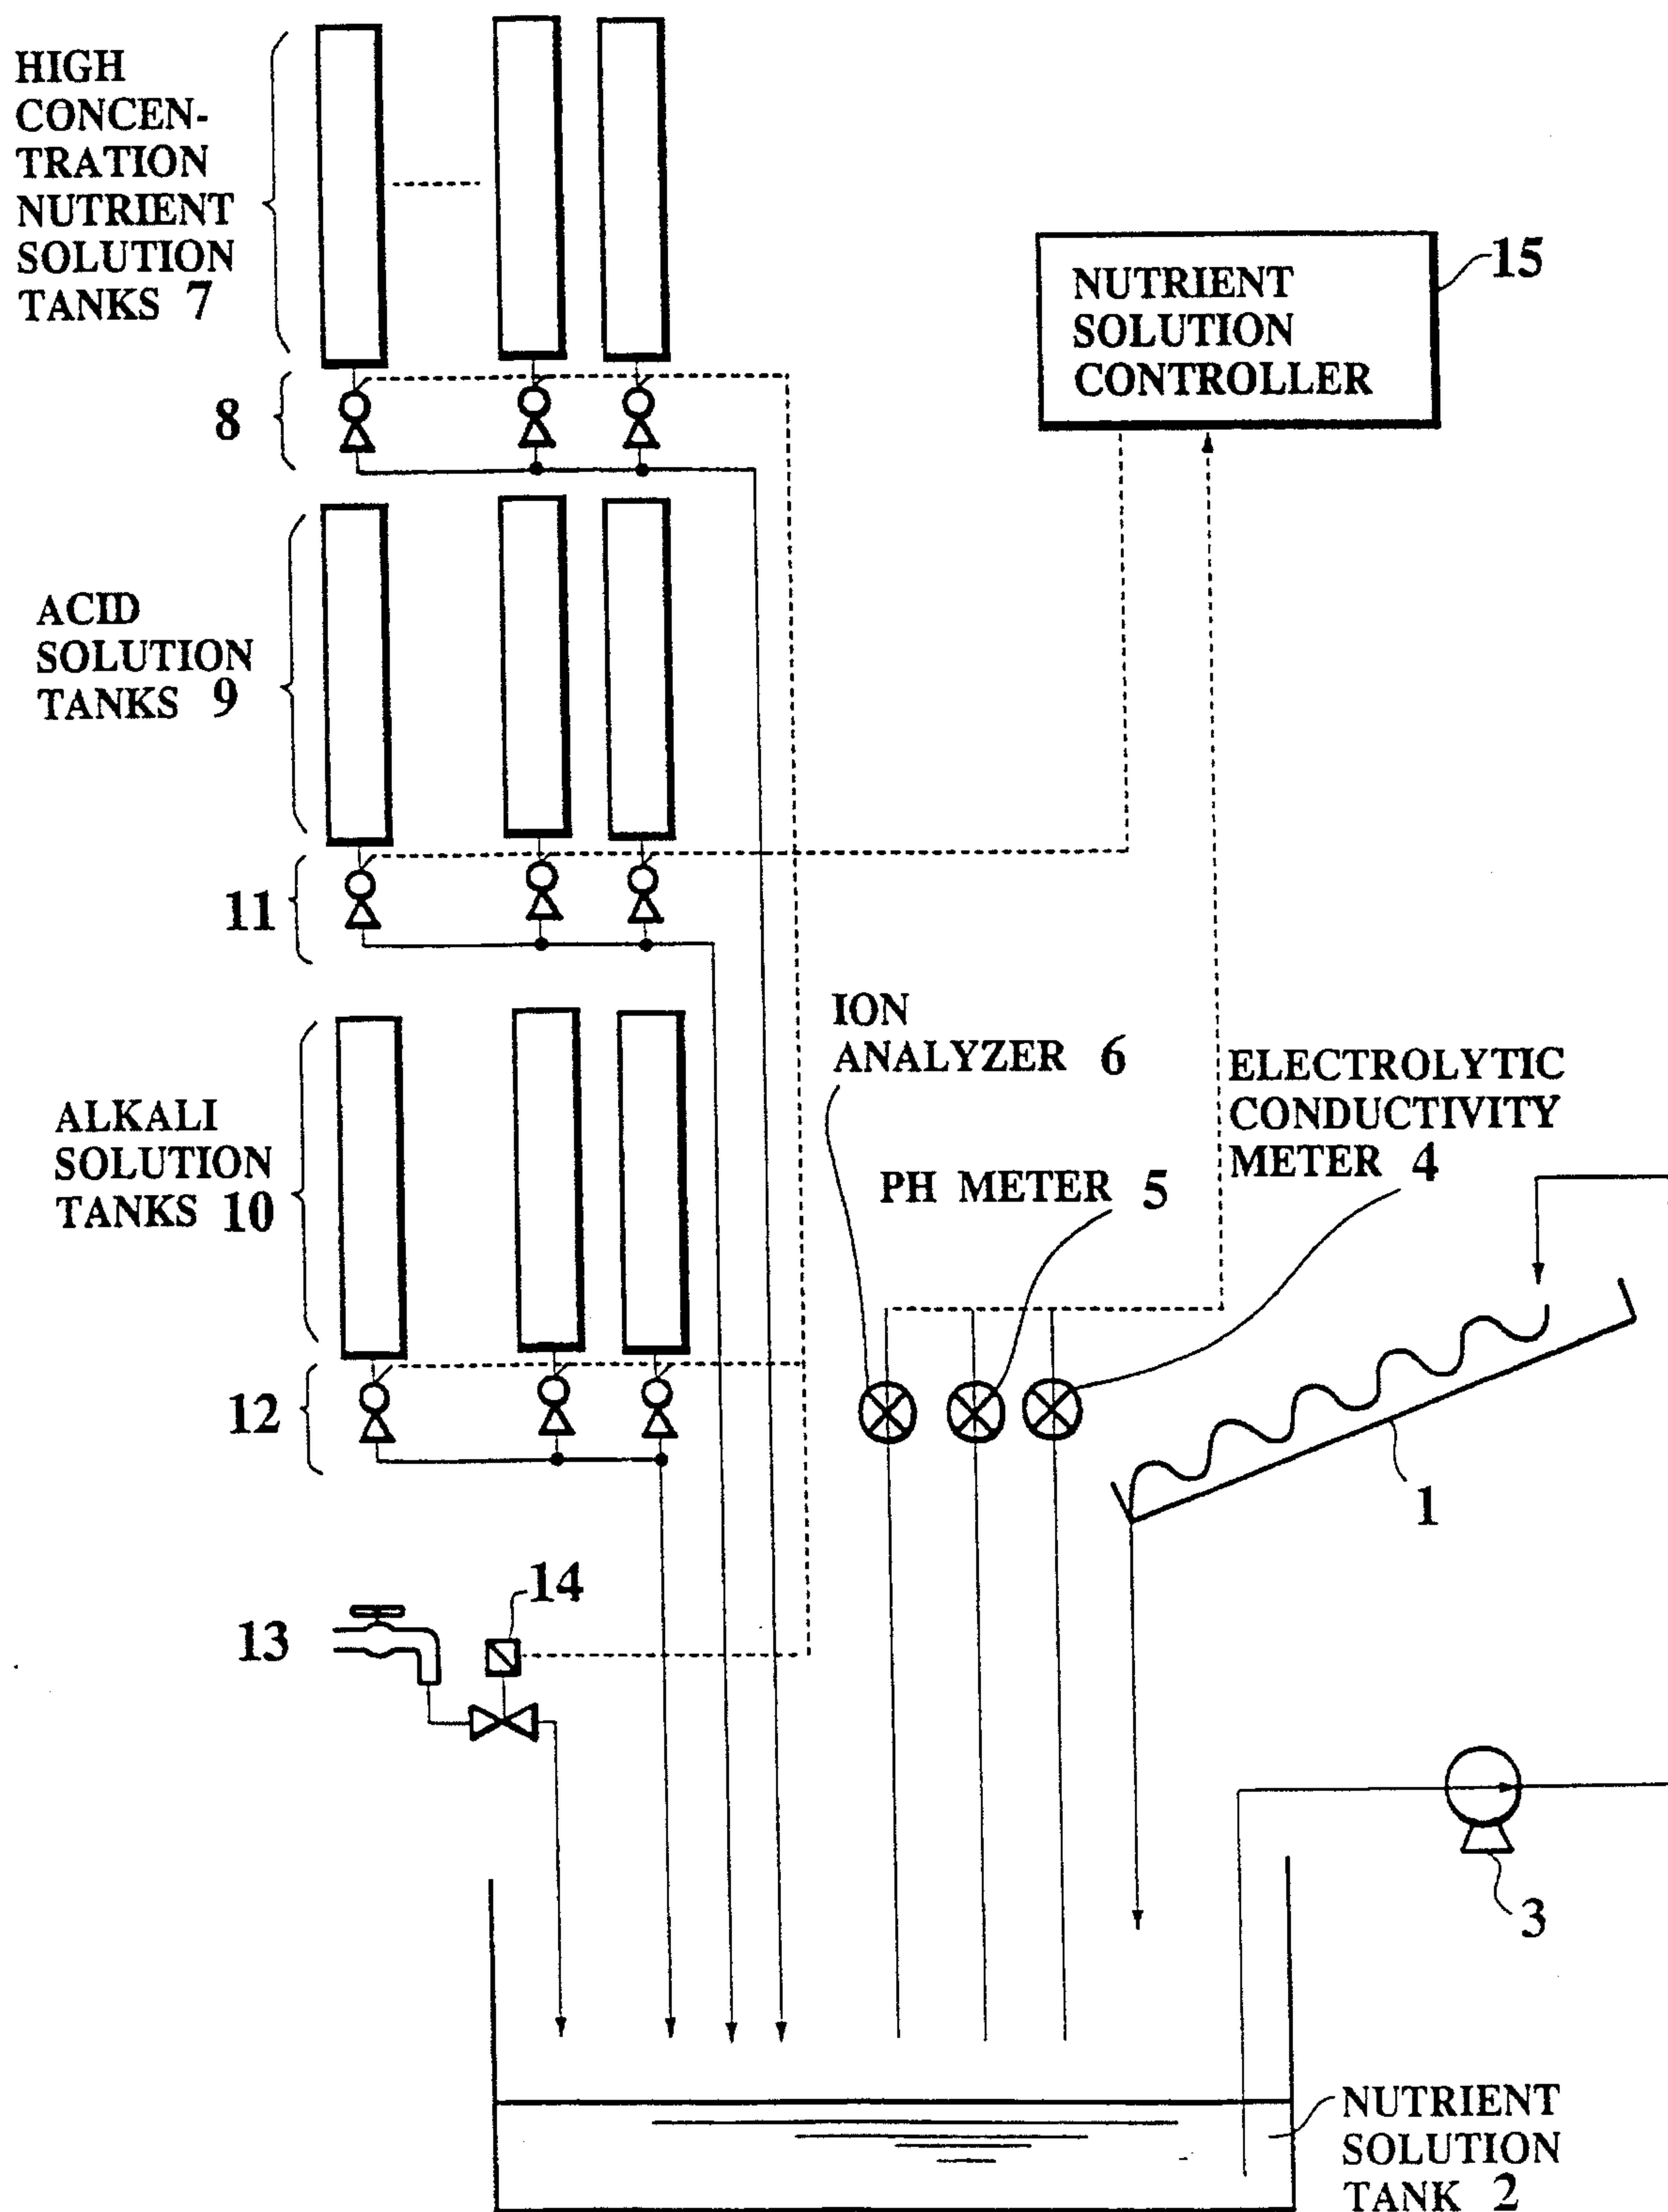 HIGH
CONCEN-
TRATION
NUTRIENT
SOLUTION
TANKS 7
8
15
NUTRIENT
SOLUTION
CONTROLLER
ACID
SOLUTION
TANKS 9
11
ION
ANALYZER 6
ELECTROLYTIC
CONDUCTIVITY
METER 4
PH METER 5
ALKALI
SOLUTION
TANKS 10
12
1
14
13
3
NUTRIENT
SOLUTION
TANK 2